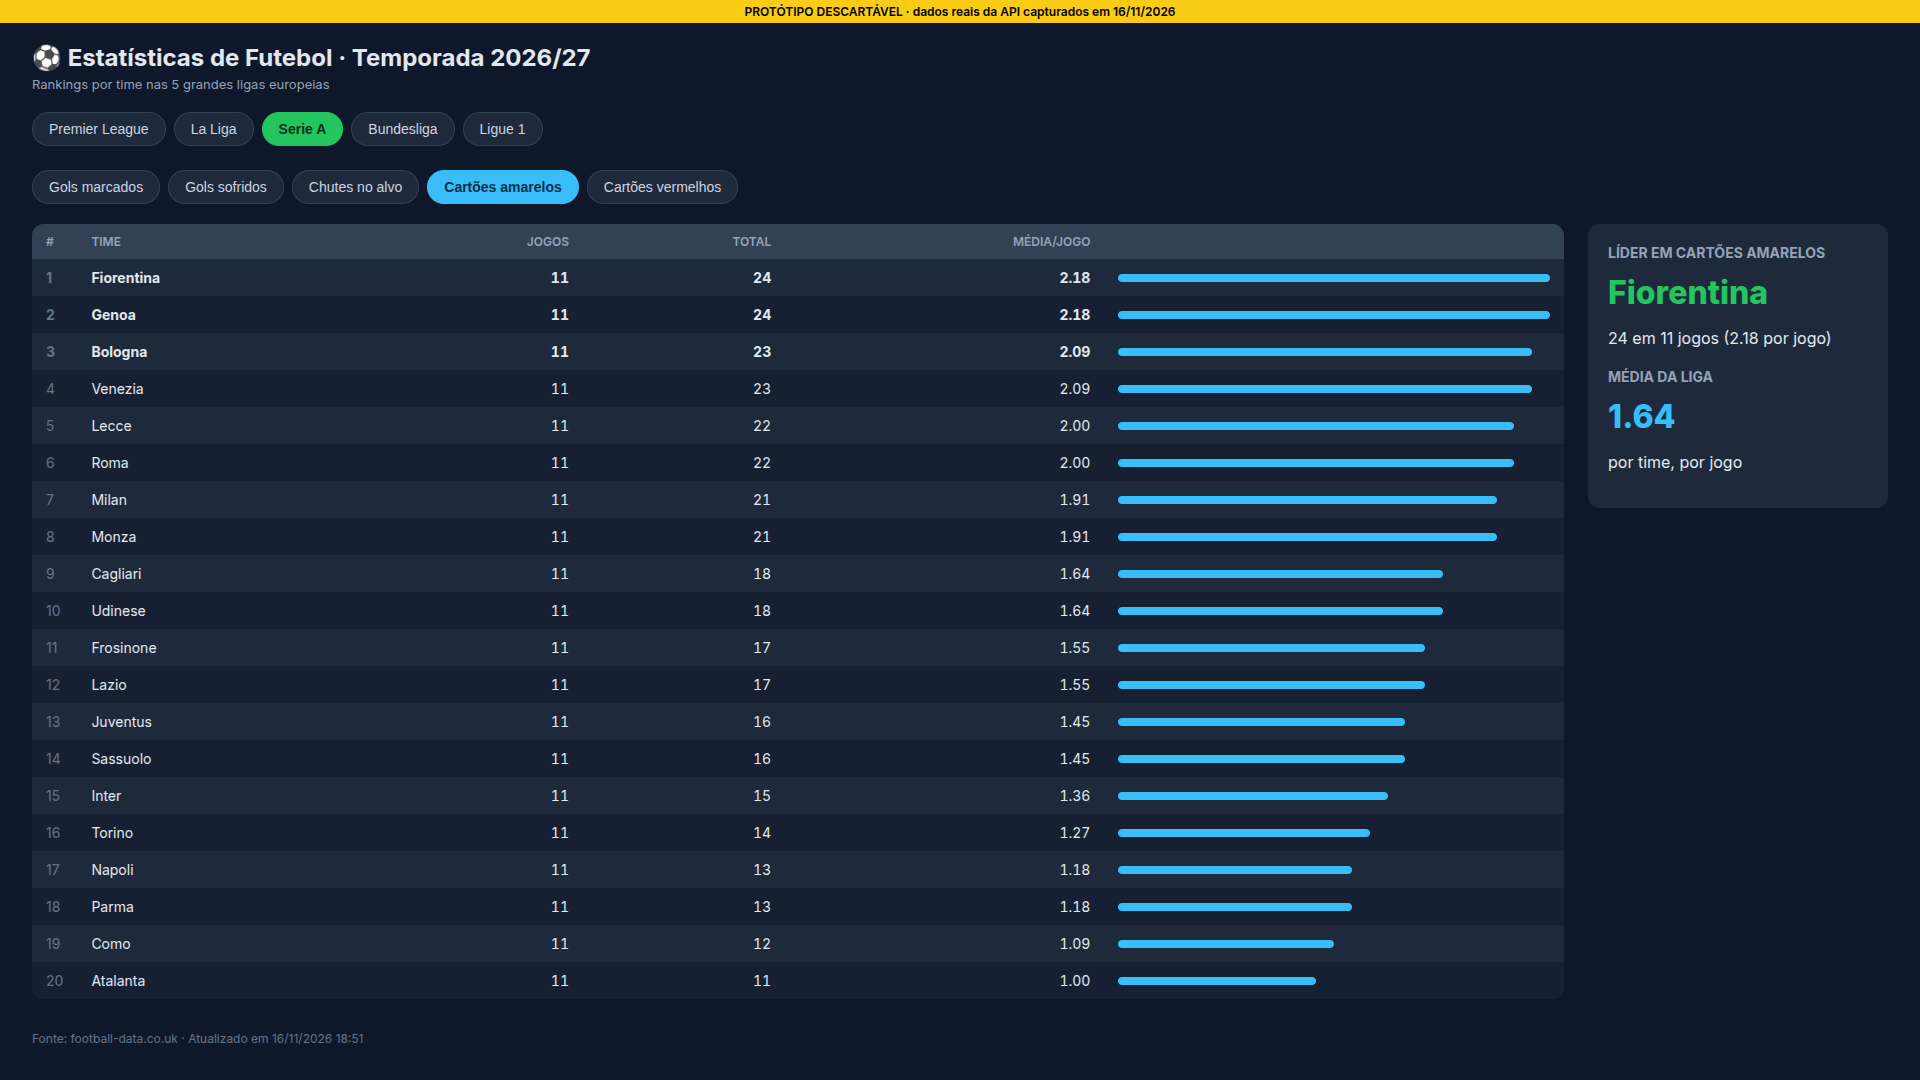 PROTÓTIPO DESCARTÁVEL · dados reais da API capturados em 16/11/2026
⚽ Estatísticas de Futebol · Temporada 2026/27
Rankings por time nas 5 grandes ligas europeias
Premier League La Liga Serie A Bundesliga Ligue 1
Gols marcados Gols sofridos Chutes no alvo Cartões amarelos Cartões vermelhos
# TIME JOGOS TOTAL MÉDIA/JOGO
1 Fiorentina 11 24 2.18
2 Genoa 11 24 2.18
3 Bologna 11 23 2.09
4 Venezia 11 23 2.09
5 Lecce 11 22 2.00
6 Roma 11 22 2.00
7 Milan 11 21 1.91
8 Monza 11 21 1.91
9 Cagliari 11 18 1.64
10 Udinese 11 18 1.64
11 Frosinone 11 17 1.55
12 Lazio 11 17 1.55
13 Juventus 11 16 1.45
14 Sassuolo 11 16 1.45
15 Inter 11 15 1.36
16 Torino 11 14 1.27
17 Napoli 11 13 1.18
18 Parma 11 13 1.18
19 Como 11 12 1.09
20 Atalanta 11 11 1.00
LÍDER EM CARTÕES AMARELOS
Fiorentina
24 em 11 jogos (2.18 por jogo)
MÉDIA DA LIGA
1.64
por time, por jogo
Fonte: football-data.co.uk · Atualizado em 16/11/2026 18:51